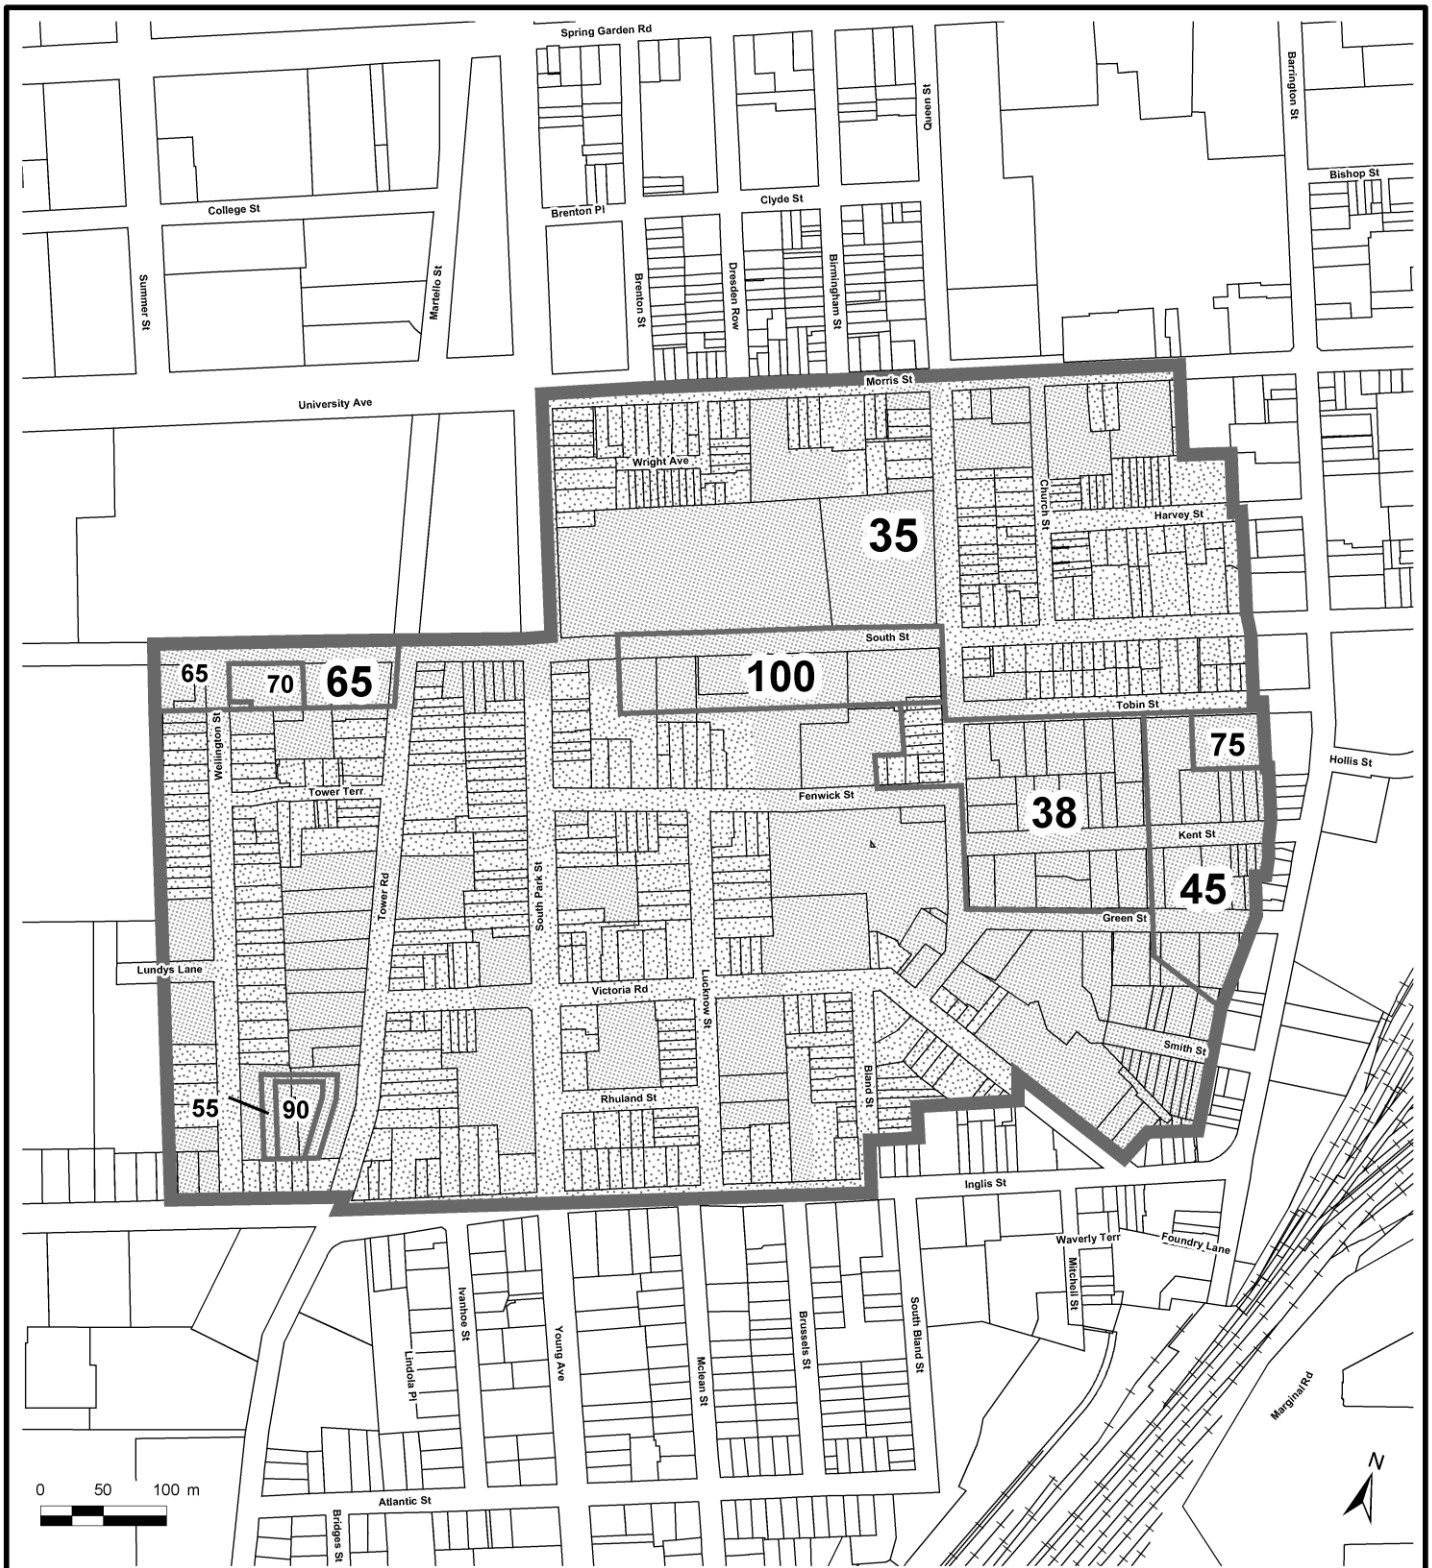 Spring Garden Rd
Queen St
Barrington St
Bishop St
College St
Brenton Pl
Clyde St
Summer St
Martello St
Brenton St
Dresden Row
Birmingham St
Morris St
University Ave
Wright Ave
Church St
Harvey St
35
South St
65
70
65
100
Tobin St
Wellington St
75
Hollis St
Tower Terr
Fenwick St
38
Kent St
South Park St
Tower Rd
45
Green St
Lundys Lane
Victoria Rd
Lucknow St
Smith St
55
90
Rhuland St
Bland St
Inglis St
Waverly Terr
Foundry Lane
Mitchell St
Ivanhoe St
Young Ave
Brussels St
South Bland St
Lindola Pl
Mclean St
Marginal Rd
N
0 50 100 m
Atlantic St
Bridges St